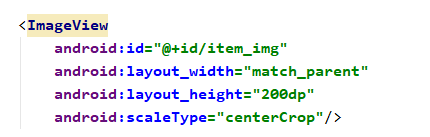 <ImageView
android:id="@+id/item_img"
android:layout_width="match_parent"
android:layout_height="200dp"
android:scaleType="centerCrop"/>